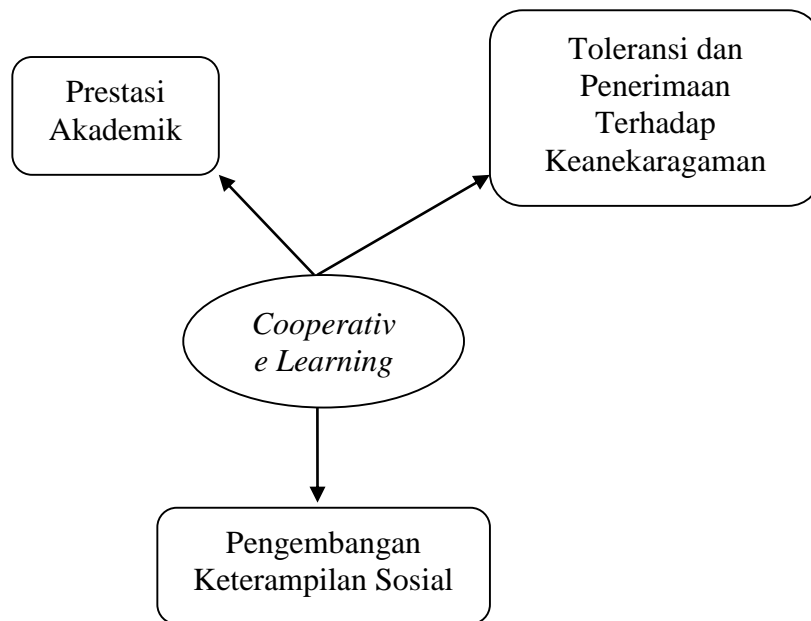 Prestasi
Akademik
Toleransi dan
Penerimaan
Terhadap
Keanekaragaman
Cooperativ
e Learning
Pengembangan
Keterampilan Sosial